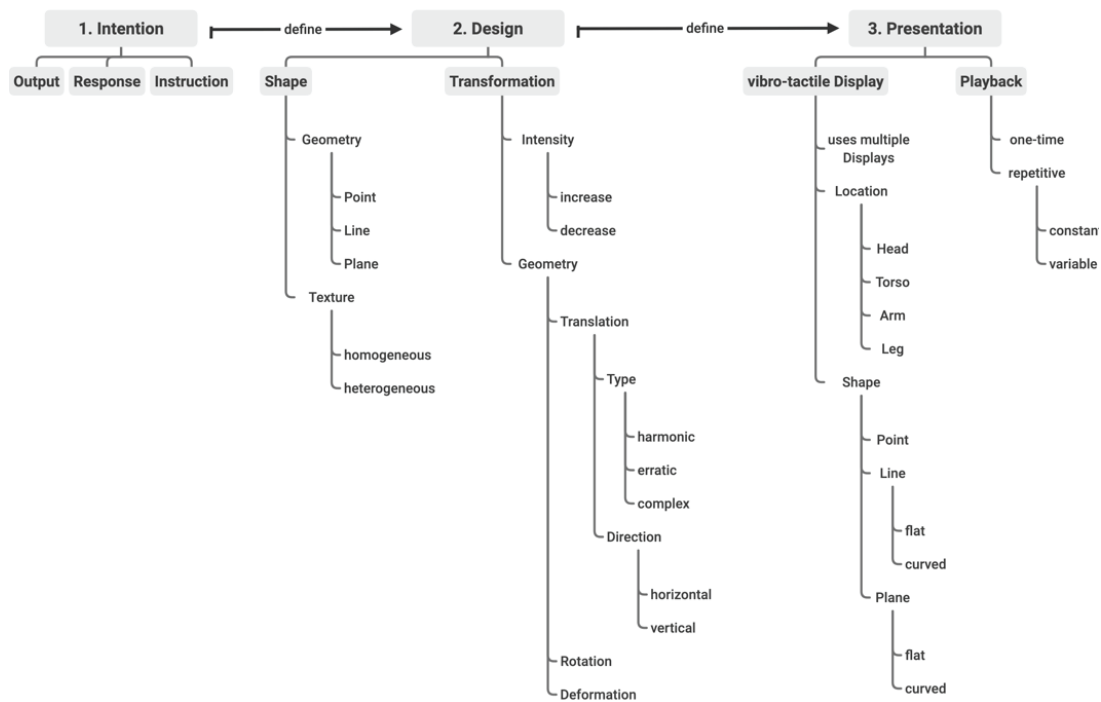 1. Intention
define
2. Design
define
3. Presentation
Output
Response
Instruction
Shape
Transformation
vibro-tactile Display
Playback
Geometry
Point
Line
Plane
Texture
homogeneous
heterogeneous
Intensity
increase
decrease
Geometry
Translation
Type
harmonic
erratic
complex
Direction
horizontal
vertical
Rotation
Deformation
uses multiple
Displays
Location
Head
Torso
Arm
Leg
Shape
Point
Line
flat
curved
Plane
flat
curved
one-time
repetitive
constan
variable